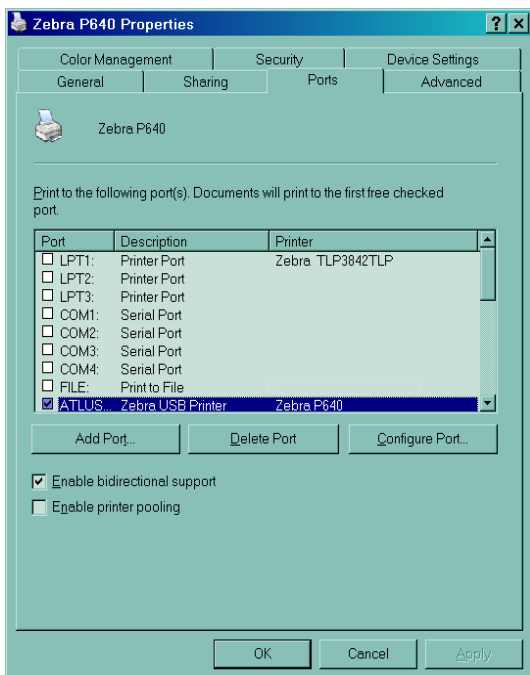 Zebra P640 Properties
Color Management Security Device Settings
General Sharing Ports Advanced
Zebra P640
Print to the following port(s). Documents will print to the first free checked
port.
Port Description Printer
LPT1: Printer Port Zebra TLP3842TLP
LPT2: Printer Port
LPT3: Printer Port
COM1: Serial Port
COM2: Serial Port
COM3: Serial Port
COM4: Serial Port
FILE: Print to File
ATLUS... Zebra USB Printer Zebra P640
Add Port... Delete Port Configure Port...
Enable bidirectional support
Enable printer pooling
OK Cancel Apply